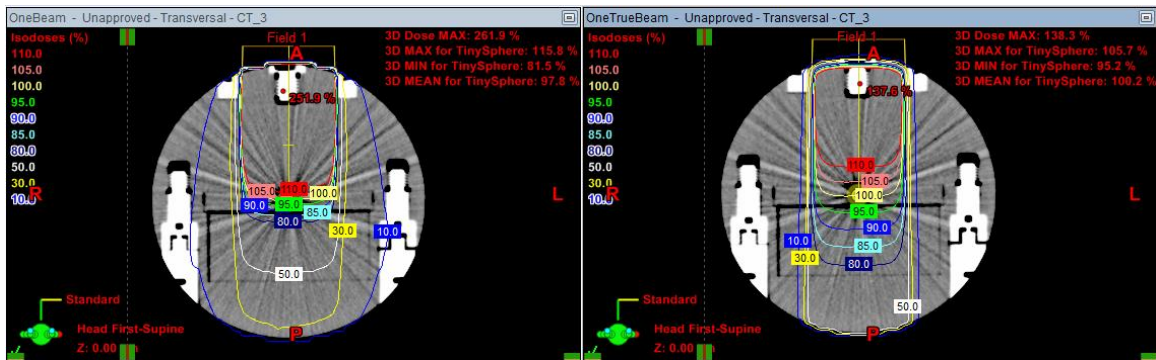 OneBeam - Unapproved - Transversal - CT_3
Isodoses (%)
110.0
105.0
100.0
95.0
90.0
85.0
80.0
50.0
30.0
10.0
Field 1
A
3D Dose MAX: 261.9 %
3D MAX for TinySphere: 115.8 %
3D MIN for TinySphere: 81.5 %
3D MEAN for TinySphere: 97.8 %
R
L
105.0
110.0
100.0
90.0
95.0
85.0
80.0
30.0
10.0
50.0
Standard
Head First-Supine
P
OneTrueBeam - Unapproved - Transversal - CT_3
Isodoses (%)
110.0
105.0
100.0
95.0
90.0
85.0
80.0
50.0
30.0
10.0
Field 1
A
3D Dose MAX: 138.3 %
3D MAX for TinySphere: 105.7 %
3D MIN for TinySphere: 95.2 %
3D MEAN for TinySphere: 100.2 %
137.6 %
R
L
110.0
105.0
100.0
95.0
90.0
10.0
85.0
30.0
80.0
50.0
Standard
Head First-Supine
P